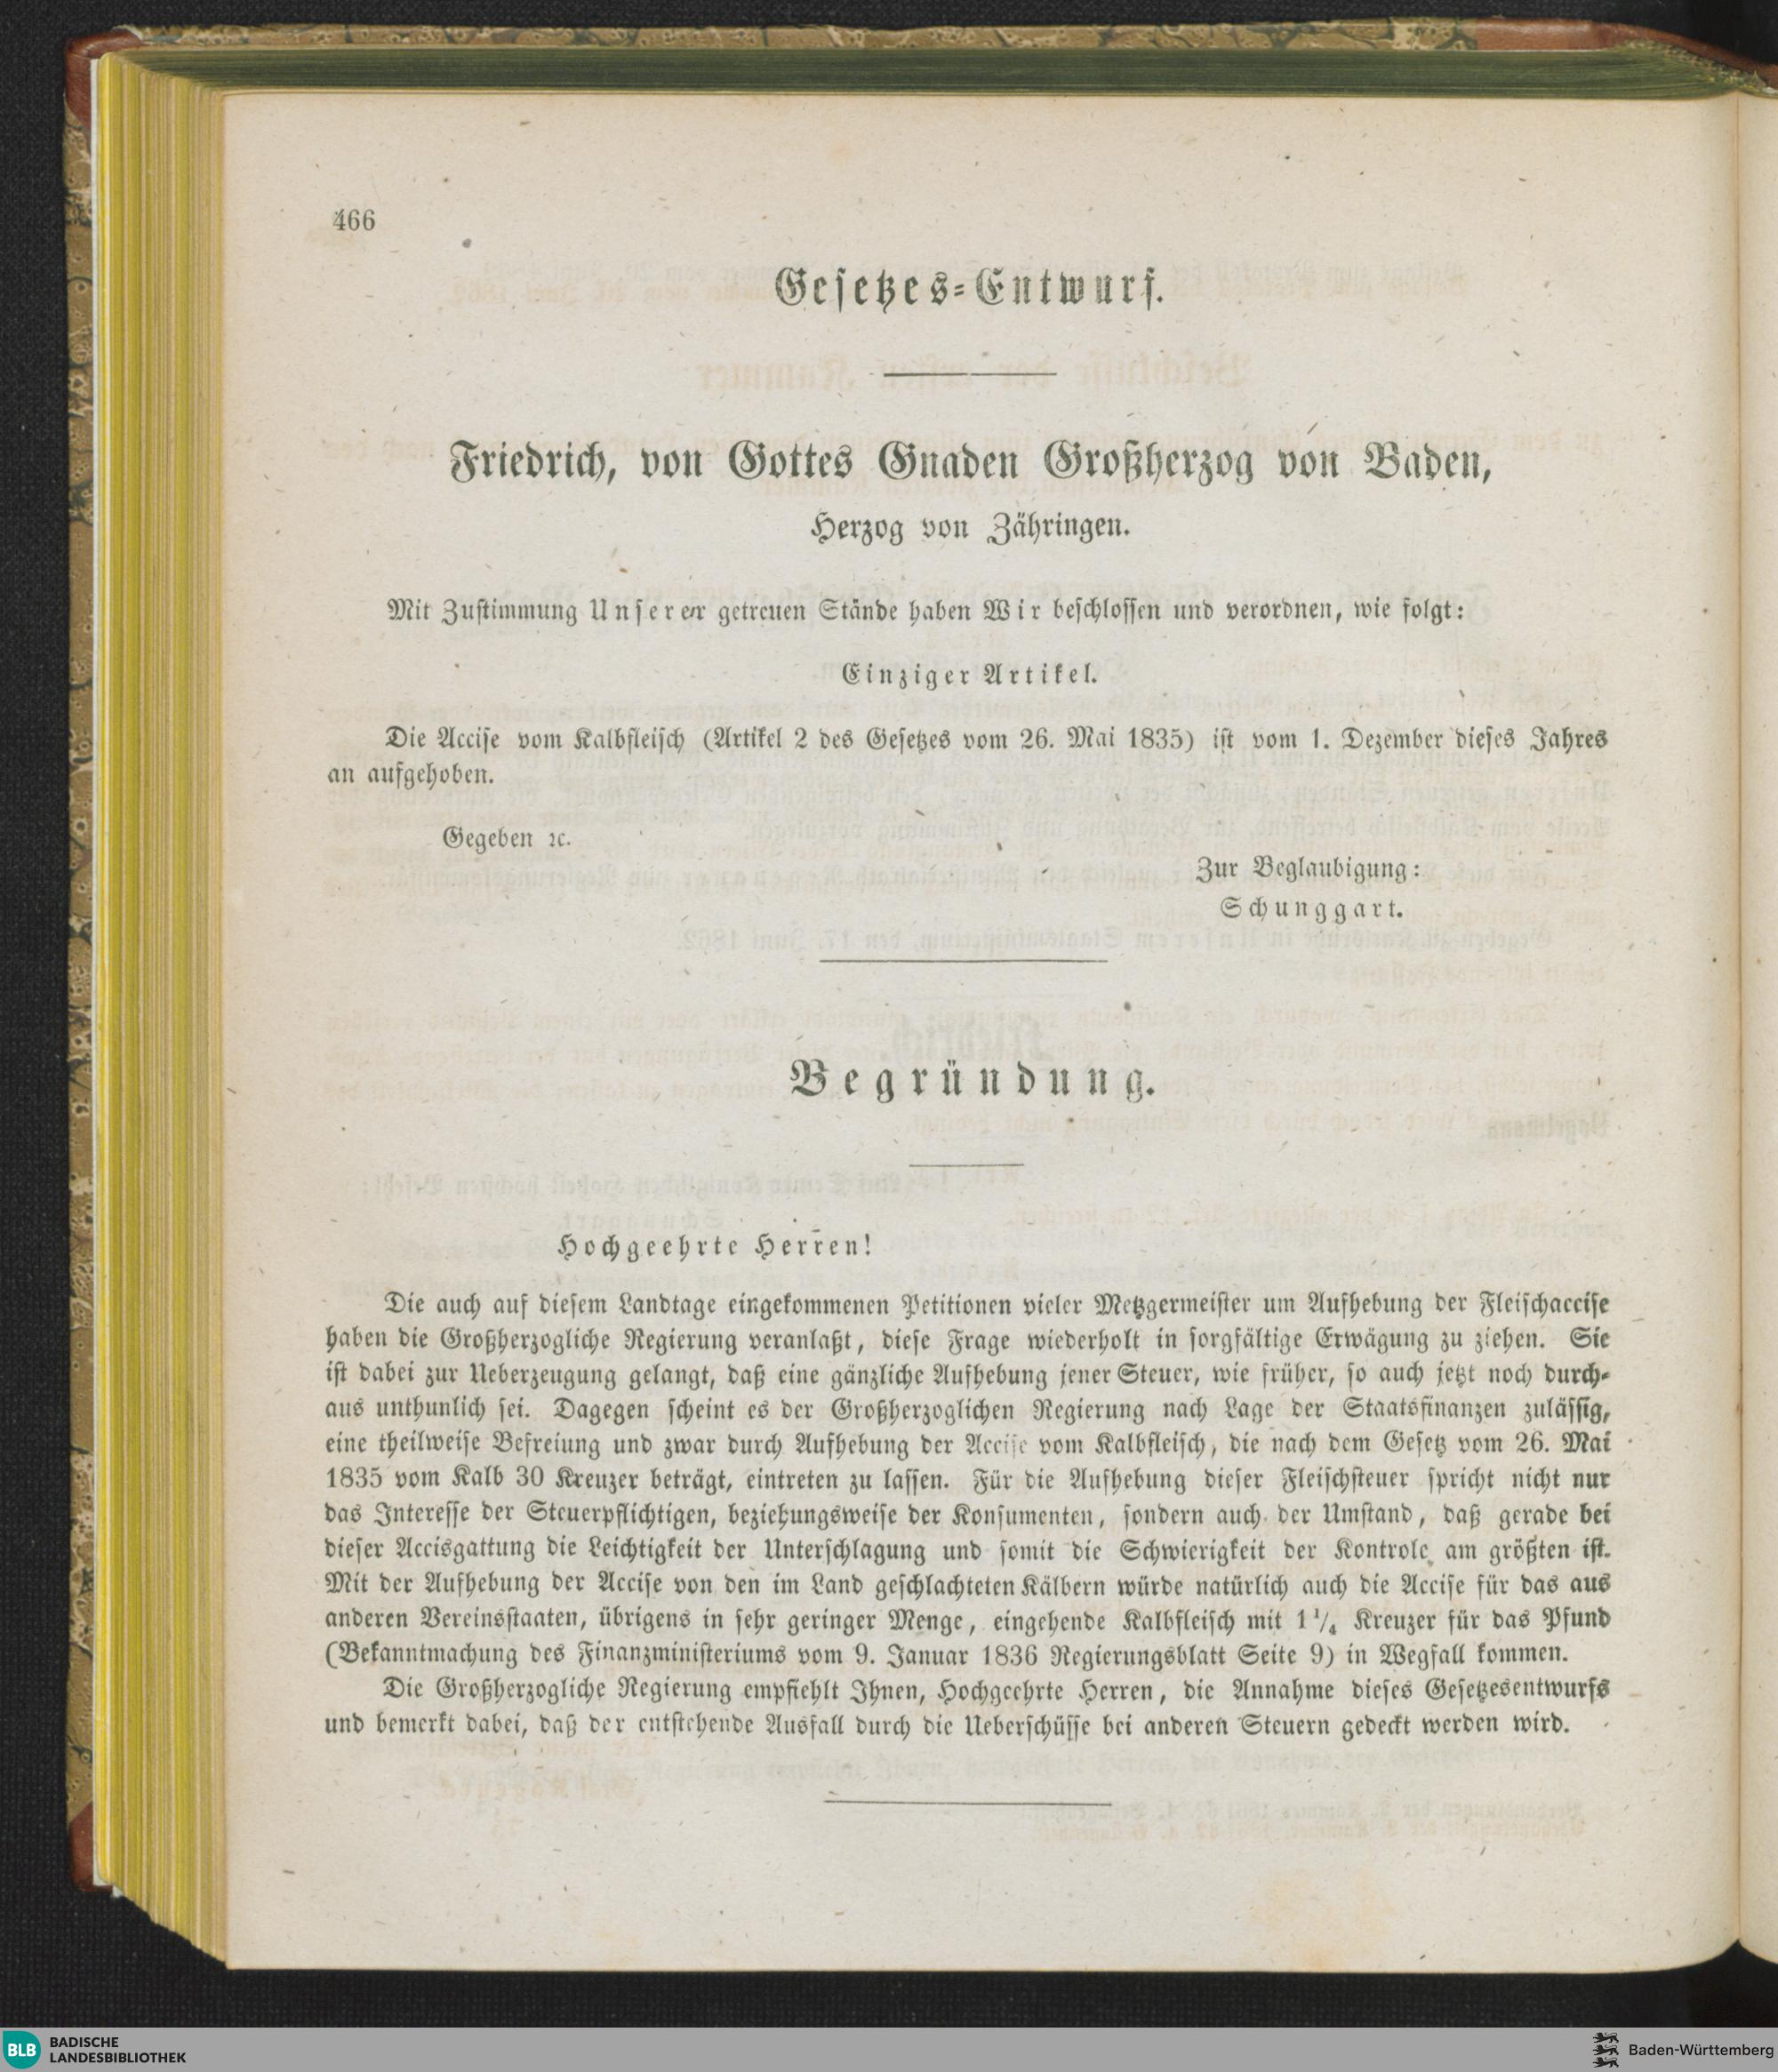 466
Gesetzes-Entwurf.
Friedrich, von Gottes Gnaden Großherzog von Baden,
Herzog von Zähringen.
Mit Zustimmung Unserer getreuen Stände haben Wir beschlossen und verordnen, wie folgt:
Einziger Artikel.
Die Accise vom Kalbfleisch (Artikel 2 des Gesetzes vom 26. Mai 1835) ist vom 1. Dezember dieses Jahres
an aufgehoben.
Gegeben ꝛc.
Zur Beglaubigung:
Schunggart.
Begründung.
Hochgeehrte Herren!
Die auch auf diesem Landtage eingekommenen Petitionen vieler Metzgermeister um Aufhebung der Fleischaccise
haben die Großherzogliche Regierung veranlaßt, diese Frage wiederholt in sorgfältige Erwägung zu ziehen. Sie
ist dabei zur Ueberzeugung gelangt, daß eine gänzliche Aufhebung jener Steuer, wie früher, so auch jetzt noch durch-
aus unthunlich sei. Dagegen scheint es der Großherzoglichen Regierung nach Lage der Staatsfinanzen zulässig,
eine theilweise Befreiung und zwar durch Aufhebung der Accise vom Kalbfleisch, die nach dem Gesetz vom 26. Mai
1835 vom Kalb 30 Kreuzer beträgt, eintreten zu lassen. Für die Aufhebung dieser Fleischsteuer spricht nicht nur
das Interesse der Steuerpflichtigen, beziehungsweise der Konsumenten, sondern auch der Umstand, daß gerade bei
dieser Accisgattung die Leichtigkeit der Unterschlagung und somit die Schwierigkeit der Kontrole am größten ist.
Mit der Aufhebung der Accise von den im Land geschlachteten Kälbern würde natürlich auch die Accise für das aus
anderen Vereinsstaaten, übrigens in sehr geringer Menge, eingehende Kalbfleisch mit 1 1/4 Kreuzer für das Pfund
(Bekanntmachung des Finanzministeriums vom 9. Januar 1836 Regierungsblatt Seite 9) in Wegfall kommen.
Die Großherzogliche Regierung empfiehlt Ihnen, Hochgeehrte Herren, die Annahme dieses Gesetzesentwurfs
und bemerkt dabei, daß der entstehende Ausfall durch die Ueberschüsse bei anderen Steuern gedeckt werden wird.
BLB BADISCHE
LANDESBIBLIOTHEK
Baden-Württemberg